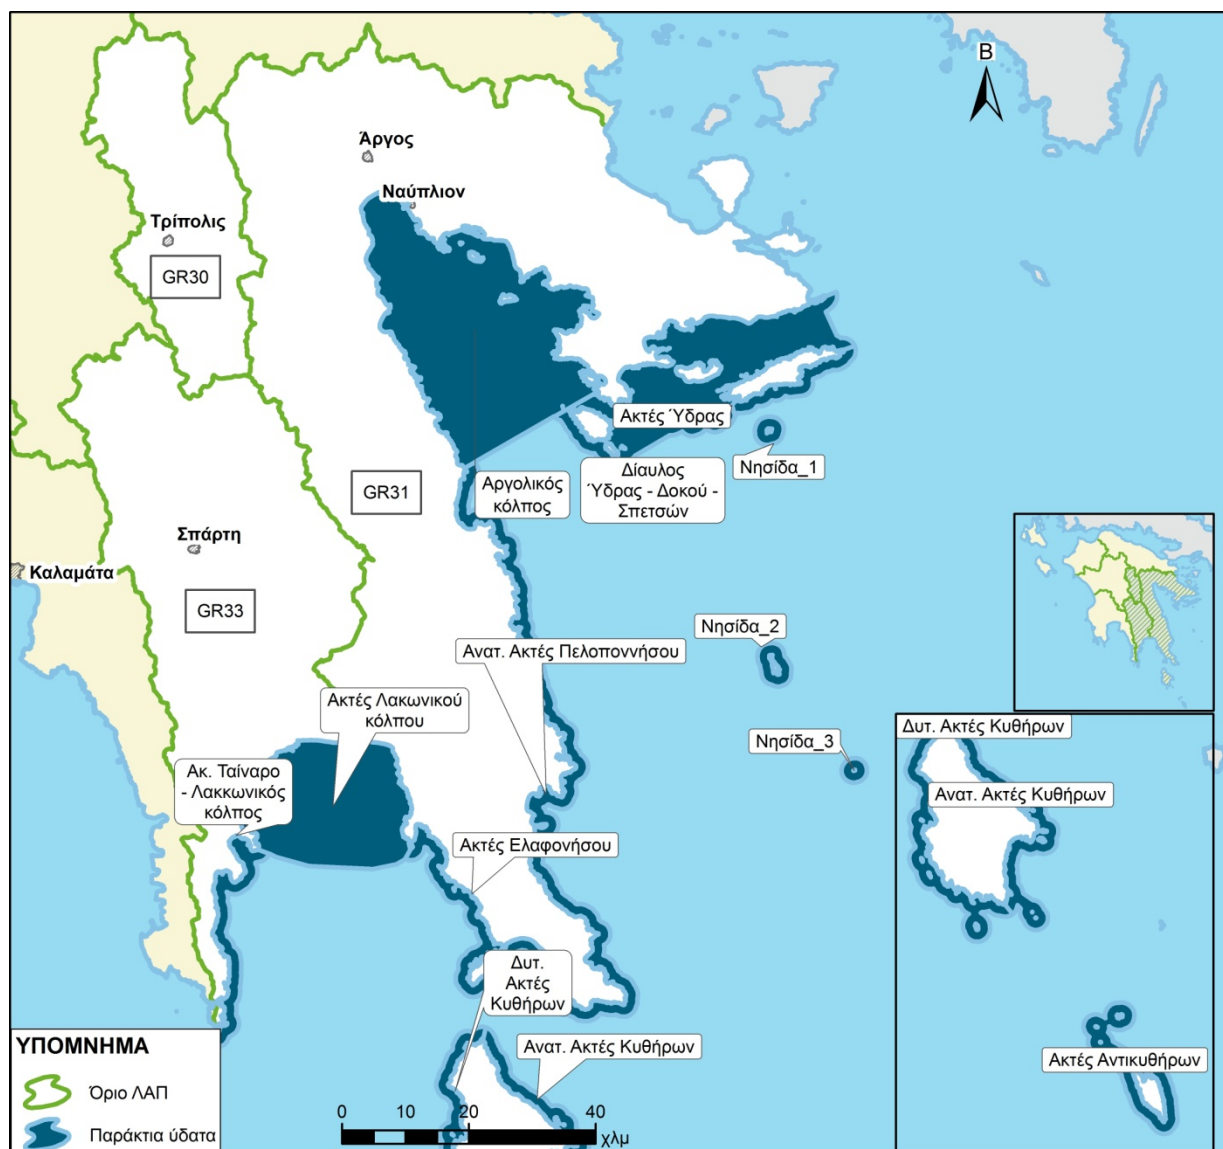 Β
Άργος
Ναύπλιον
Τρίπολις
GR30
Ακτές Ύδρας
Νησίδα_1
Αργολικός
κόλπος
Δίαυλος
Ύδρας - Δοκού -
Σπετσών
GR31
Σπάρτη
Καλαμάτα
GR33
Νησίδα_2
Ανατ. Ακτές Πελοποννήσου
Ακτές Λακωνικού
κόλπου
Νησίδα_3
Ακ. Ταίναρο
- Λακκωνικός
κόλπος
Ακτές Ελαφονήσου
Δυτ.
Ακτές
Κυθήρων
Ανατ. Ακτές Κυθήρων
Δυτ. Ακτές Κυθήρων
Ανατ. Ακτές Κυθήρων
Ακτές Αντικυθήρων
ΥΠΟΜΝΗΜΑ
Όριο ΛΑΠ
Παράκτια ύδατα
0 10 20 40
χλμ